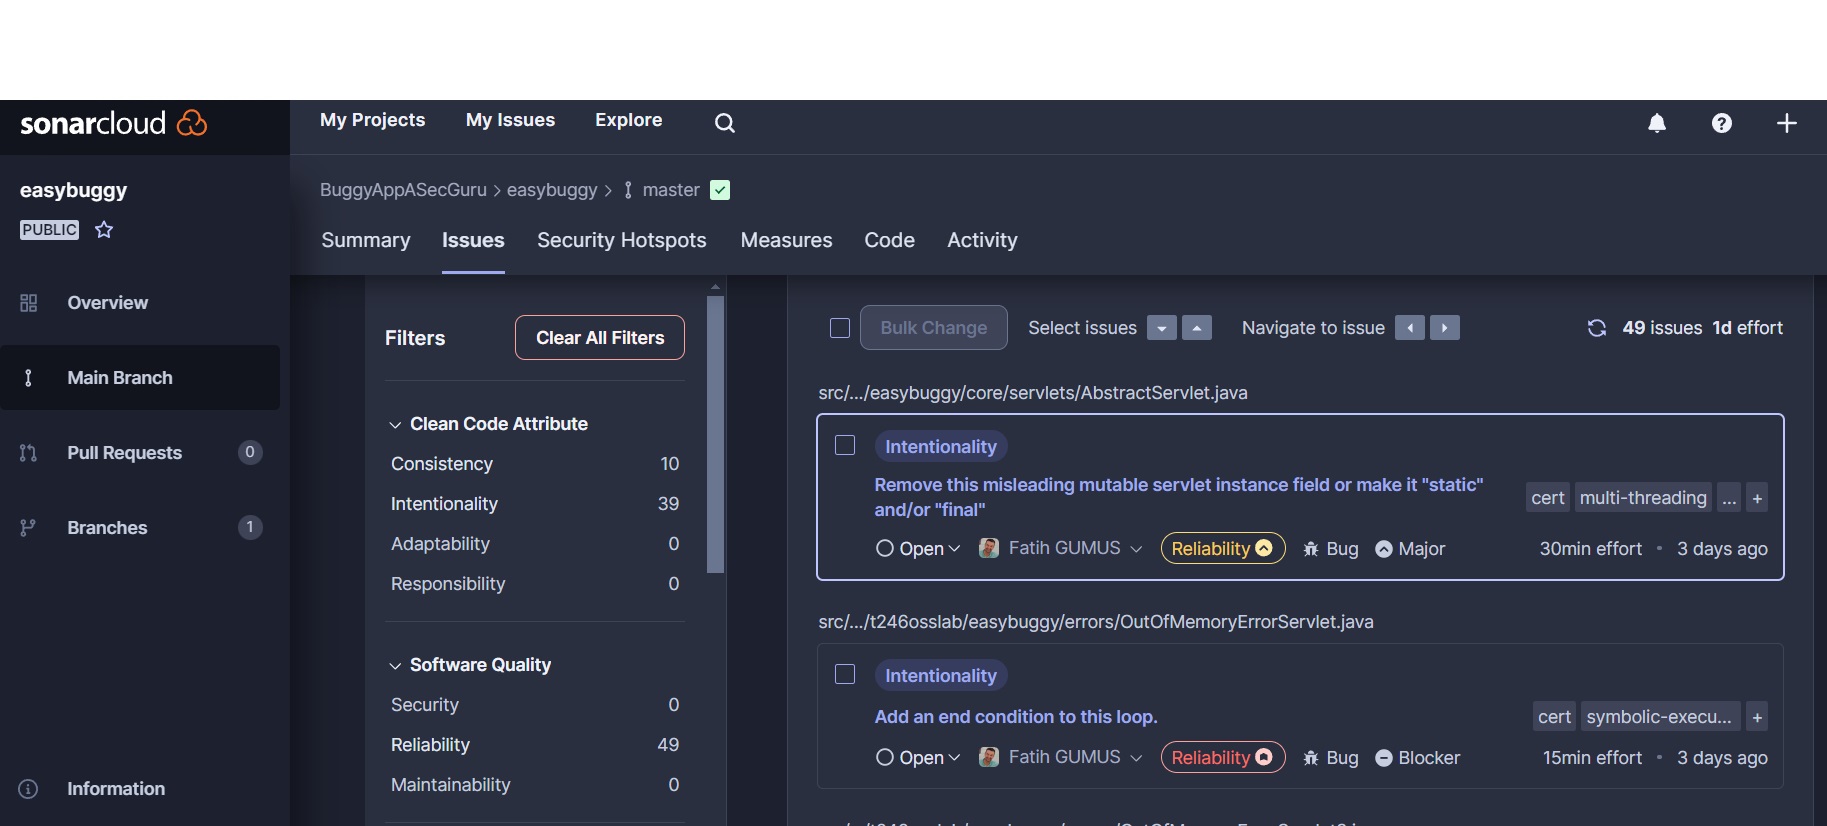 sonarcloud
My Projects My Issues Explore
easybuggy
PUBLIC
Overview
Main Branch
Pull Requests 0
Branches 1
Information
BuggyAppASecGuru > easybuggy > master
Summary Issues Security Hotspots Measures Code Activity
Filters Clear All Filters
Clean Code Attribute
Consistency 10
Intentionality 39
Adaptability 0
Responsibility 0
Software Quality
Security 0
Reliability 49
Maintainability 0
Bulk Change Select issues Navigate to issue 49 issues 1d effort
src/.../easybuggy/core/servlets/AbstractServlet.java
Intentionality
Remove this misleading mutable servlet instance field or make it "static"
and/or "final"
cert multi-threading ... +
Open Fatih GUMUS Reliability Bug Major 30min effort • 3 days ago
src/.../t246osslab/easybuggy/errors/OutOfMemoryErrorServlet.java
Intentionality
Add an end condition to this loop.
cert symbolic-execu... +
Open Fatih GUMUS Reliability Bug Blocker 15min effort • 3 days ago